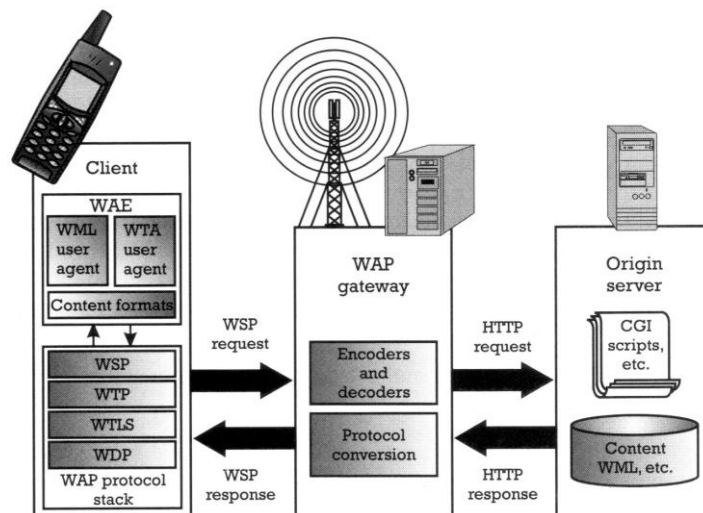 Client
WAE
WML
user
agent
WTA
user
agent
Content formats
WSP
WTP
WTLS
WDP
WAP protocol
stack
WSP
request
WSP
response
WAP
gateway
Encoders
and
decoders
Protocol
conversion
HTTP
request
HTTP
response
Origin
server
CGI
scripts,
etc.
Content
WML, etc.